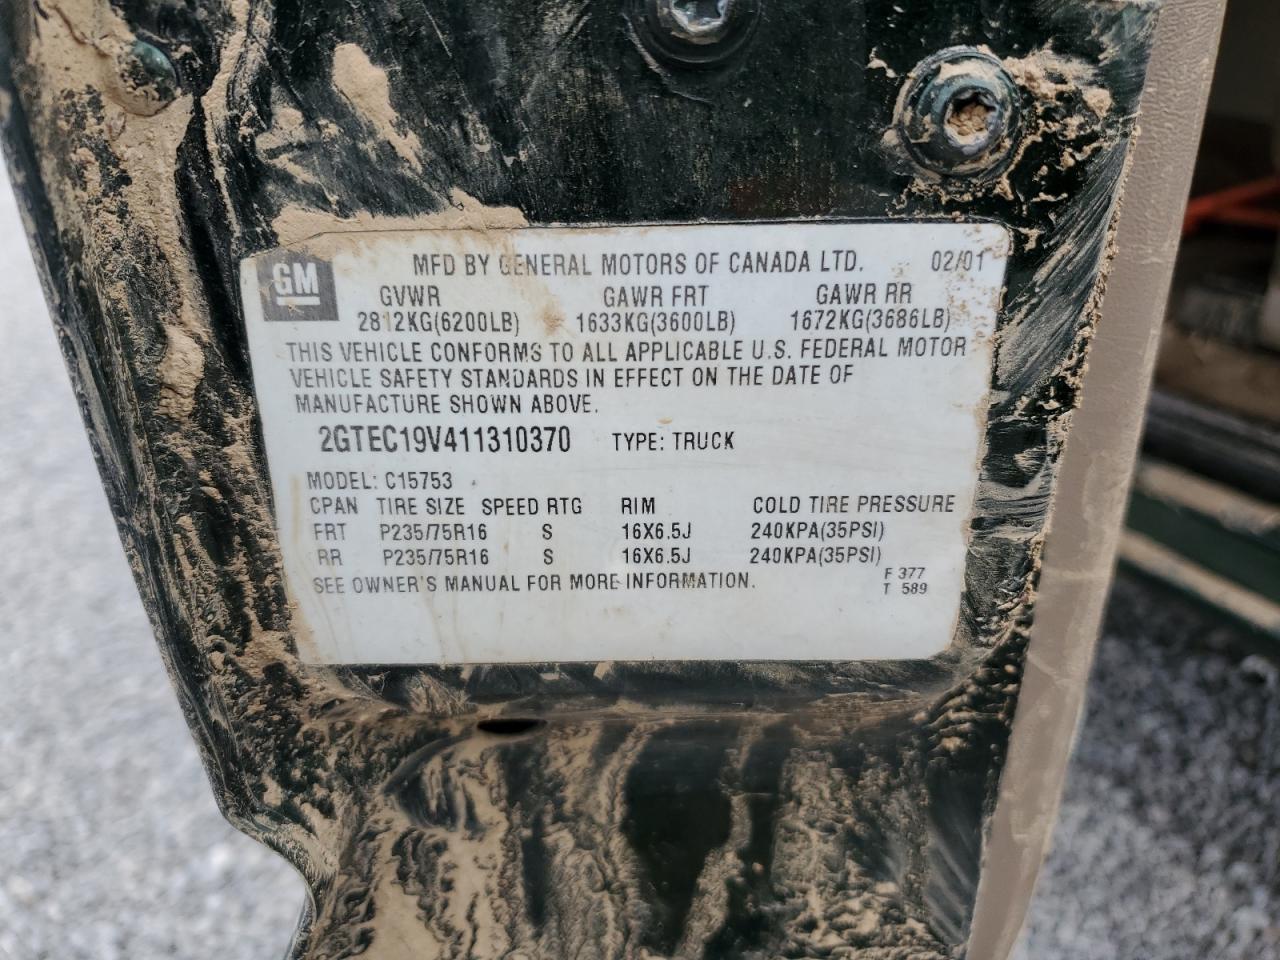 GM
MFD BY GENERAL MOTORS OF CANADA LTD. 02/01
GVWR GAWR FRT GAWR RR
2812KG(6200LB) 1633KG(3600LB) 1672KG(3686LB)
THIS VEHICLE CONFORMS TO ALL APPLICABLE U.S. FEDERAL MOTOR
VEHICLE SAFETY STANDARDS IN EFFECT ON THE DATE OF
MANUFACTURE SHOWN ABOVE.
2GTEC19V411310370 TYPE: TRUCK
MODEL: C15753
CPAN TIRE SIZE SPEED RTG RIM COLD TIRE PRESSURE
FRT P235/75R16 S 16X6.5J 240KPA(35PSI)
RR P235/75R16 S 16X6.5J 240KPA(35PSI)
SEE OWNER'S MANUAL FOR MORE INFORMATION.
F 377
T 589